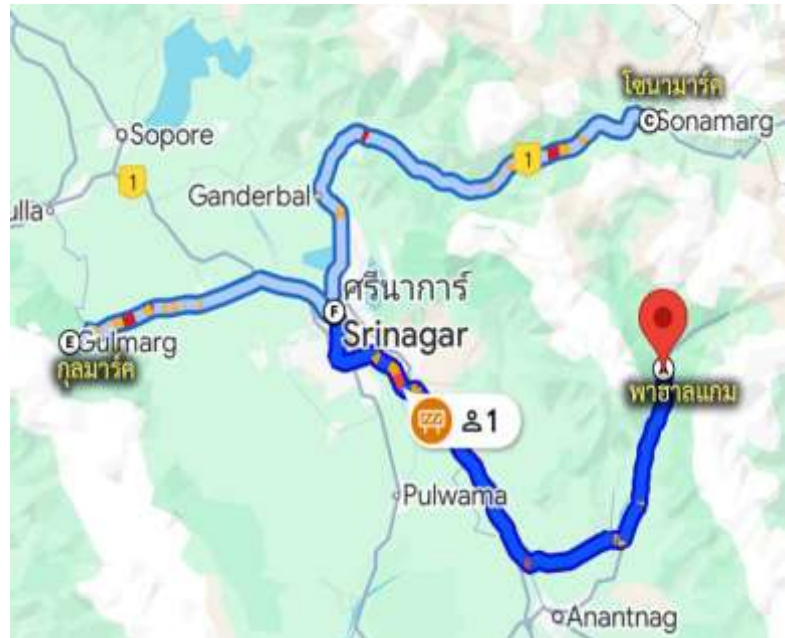 โซนามาร์ค
C
Sonamarg
Sopore
1
1
Ganderbal
ulla
ศรีนาการ์
F
Srinagar
E
Gulmarg
กุลมาร์ค
A
พาฮาลแกม
1
Pulwama
Anantnag